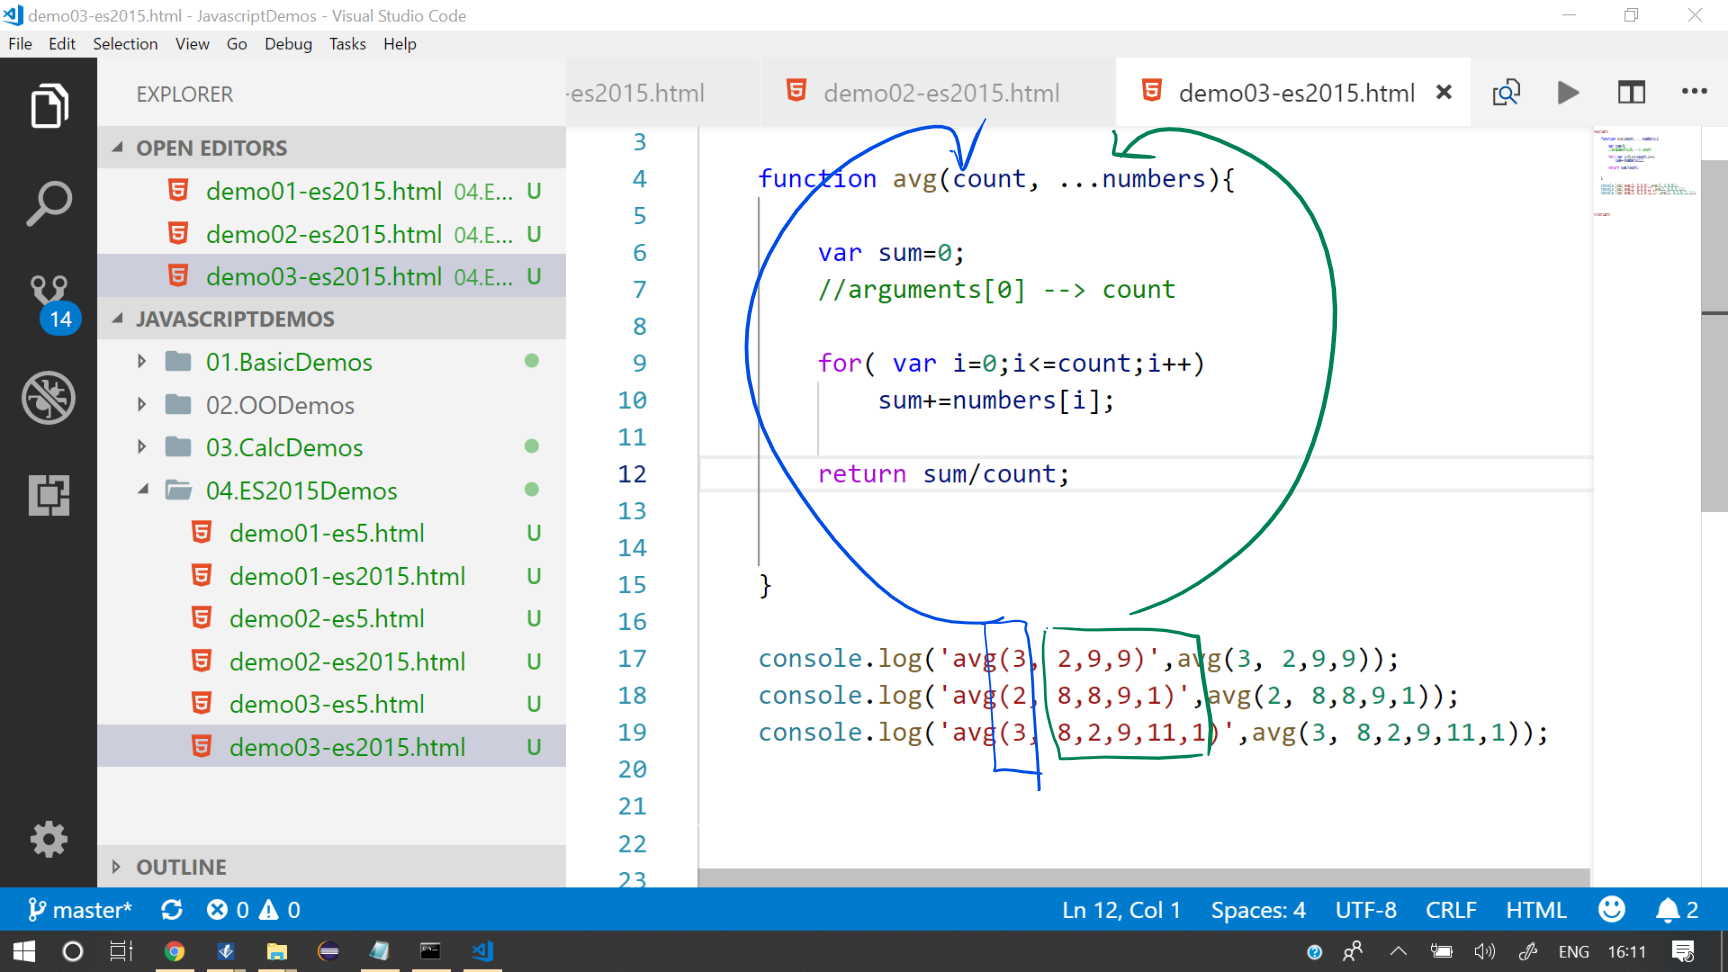 demo03-es2015.html - JavascriptDemos - Visual Studio Code
File Edit Selection View Go Debug Tasks Help
EXPLORER
-es2015.html demo02-es2015.html demo03-es2015.html
OPEN EDITORS
demo01-es2015.html 04.E... U
demo02-es2015.html 04.E... U
demo03-es2015.html 04.E... U
14
JAVASCRIPTDEMOS
01.BasicDemos
02.OODemos
03.CalcDemos
04.ES2015Demos
demo01-es5.html U
demo01-es2015.html U
demo02-es5.html U
demo02-es2015.html U
demo03-es5.html U
demo03-es2015.html U
OUTLINE
3
4 function avg(count, ...numbers){
5
6 var sum=0;
7 //arguments[0] --> count
8
9 for( var i=0;i<=count;i++)
10 sum+=numbers[i];
11
12 return sum/count;
13
14
15 }
16
17 console.log('avg(3, 2,9,9)',avg(3, 2,9,9));
18 console.log('avg(2, 8,8,9,1)',avg(2, 8,8,9,1));
19 console.log('avg(3, 8,2,9,11,1)',avg(3, 8,2,9,11,1));
20
21
22
23
master* 0 0 Ln 12, Col 1 Spaces: 4 UTF-8 CRLF HTML 2
ENG 16:11